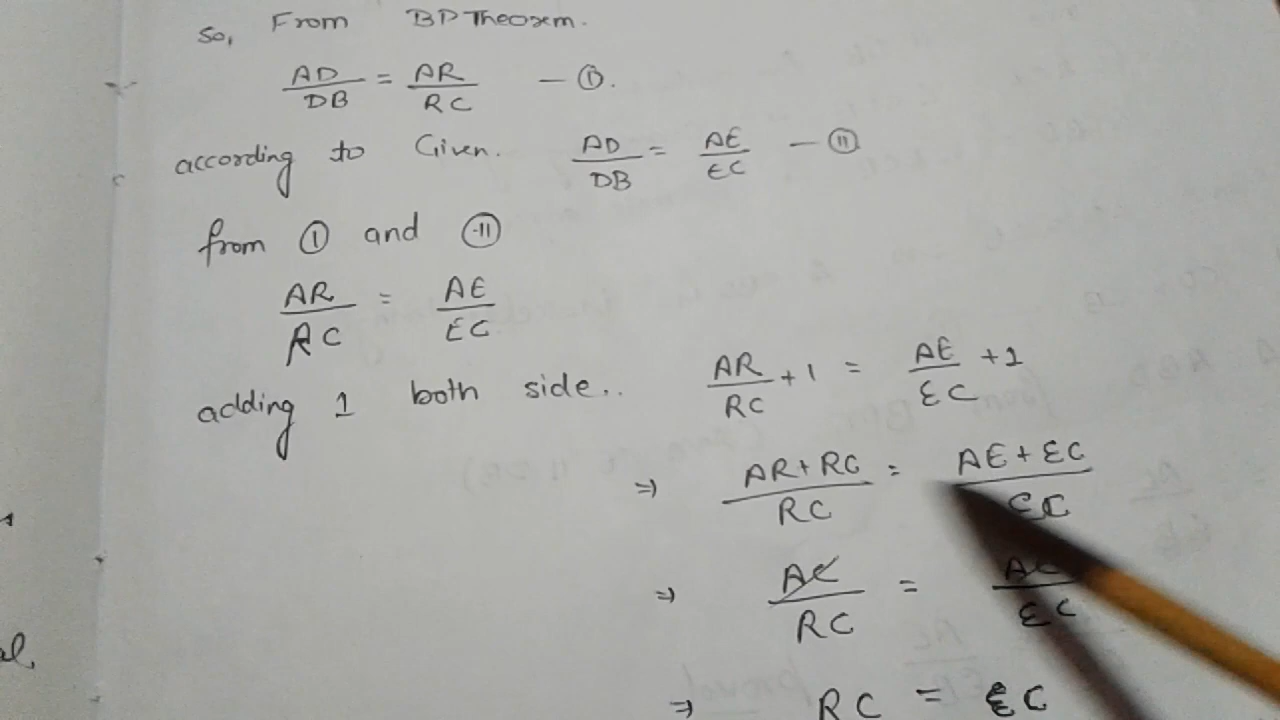 So, From BPTheorem.
AD/DB = AR/RC — (I).
according to Given. AD/DB = AE/EC — (II)
from (I) and (II)
AR/RC = AE/EC
adding 1 both side.. AR/RC + 1 = AE/EC + 1
⇒ AR+RC/RC = AE+EC/EC
⇒ AC/RC = AC/EC
⇒ RC = EC